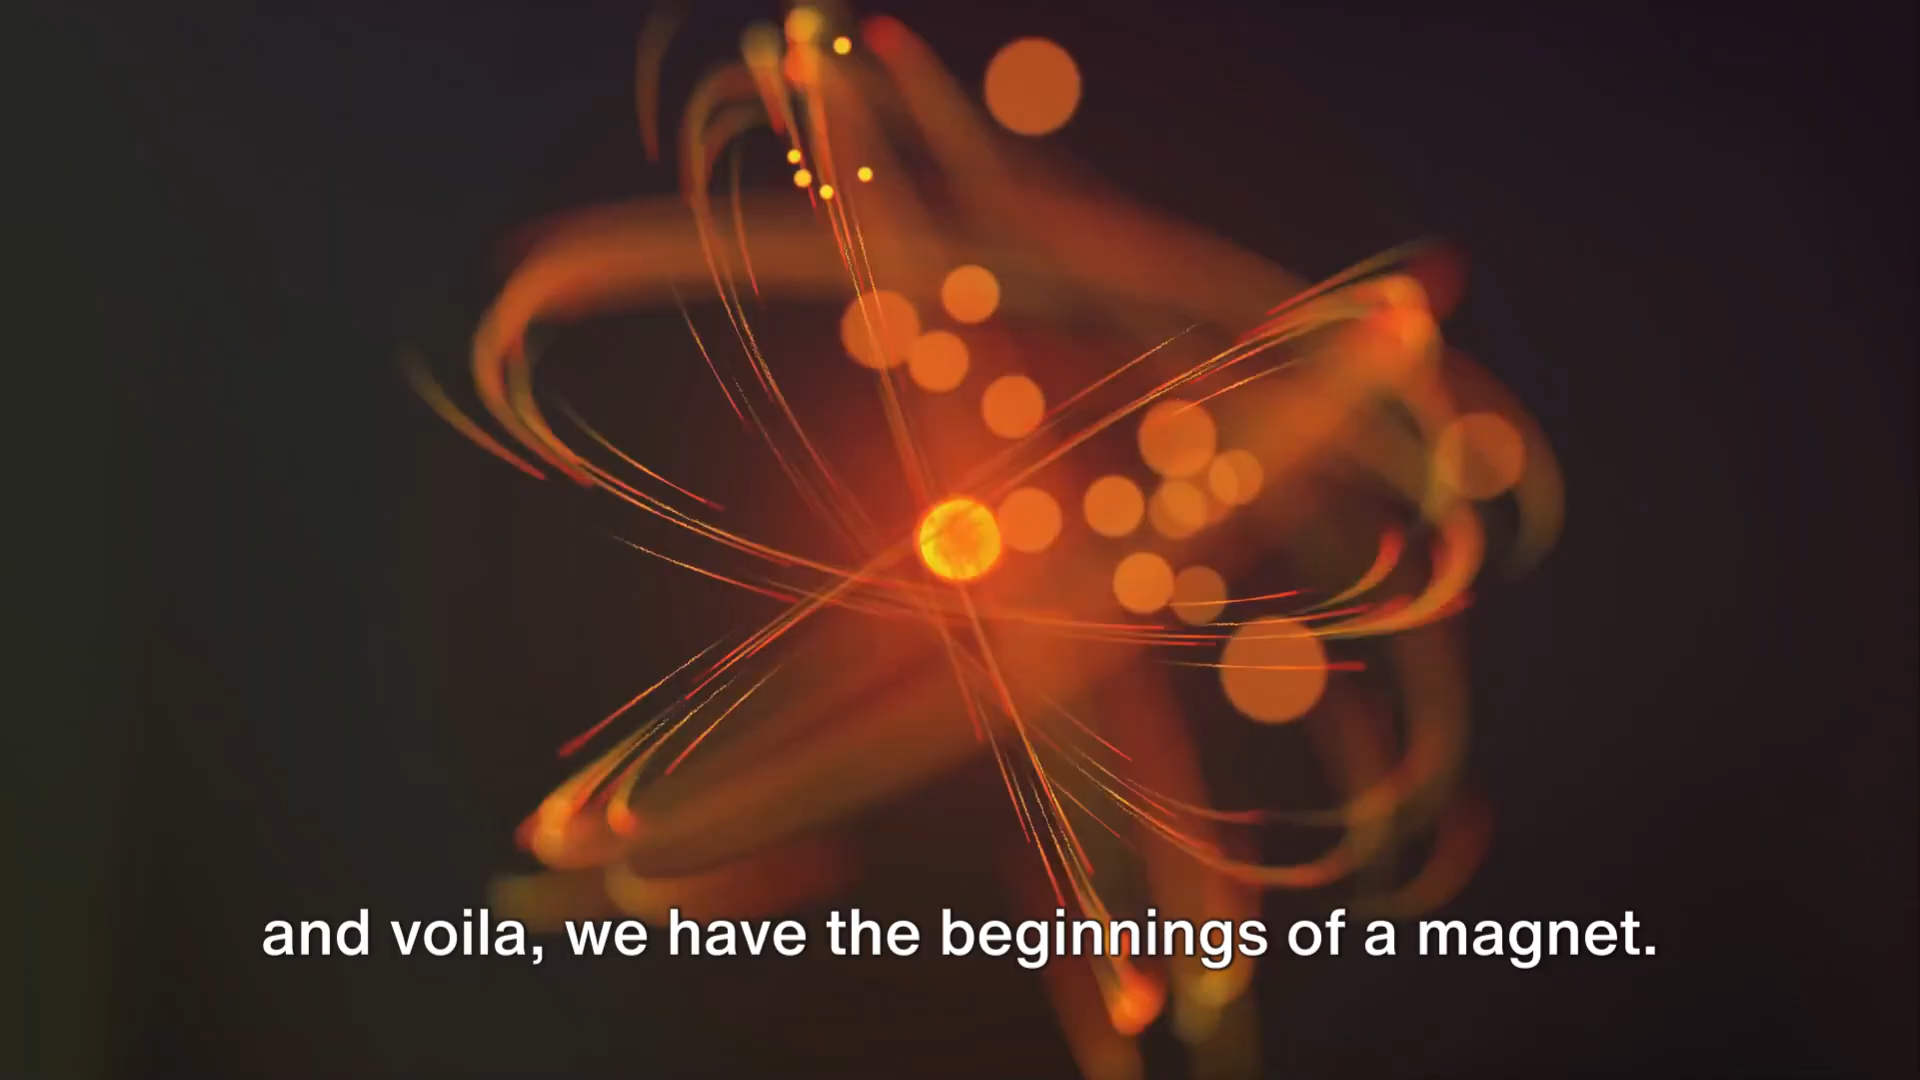 and voila, we have the beginnings of a magnet.